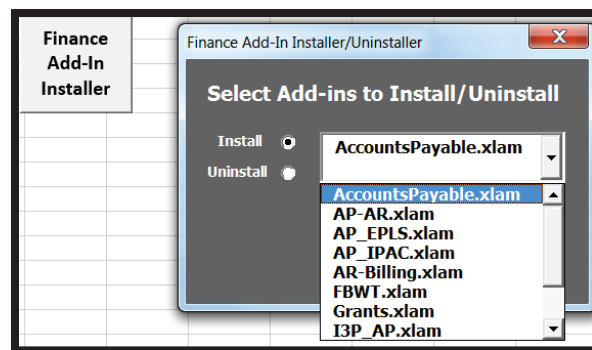 Finance
Add-In
Installer
Finance Add-In Installer/Uninstaller
X
Select Add-ins to Install/Uninstall
Install
AccountsPayable.xlam
Uninstall
AccountsPayable.xlam
AP-AR.xlam
AP_EPLS.xlam
AP_IPAC.xlam
AR-Billing.xlam
FBWT.xlam
Grants.xlam
I3P_AP.xlam